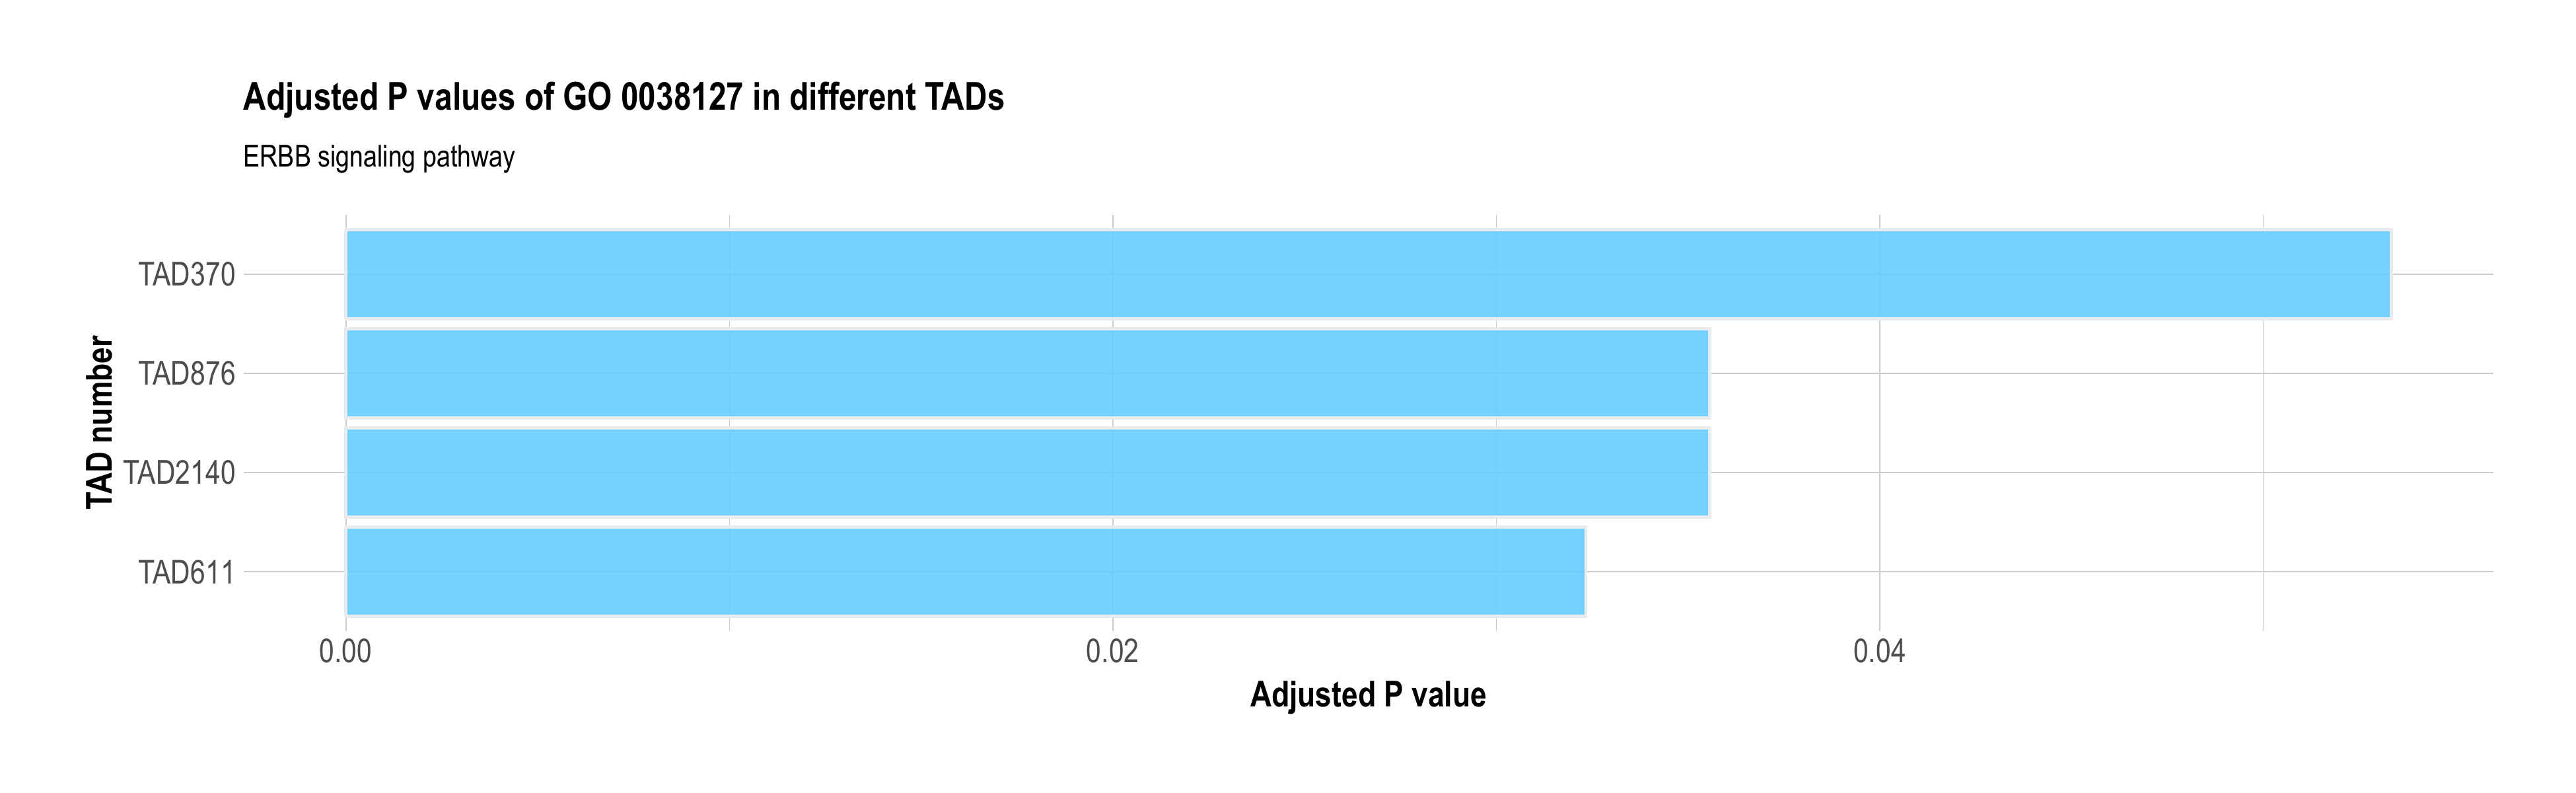 Adjusted P values of GO 0038127 in different TADs
ERBB signaling pathway
TAD number
TAD370
TAD876
TAD2140
TAD611
0.00
0.02
0.04
Adjusted P value